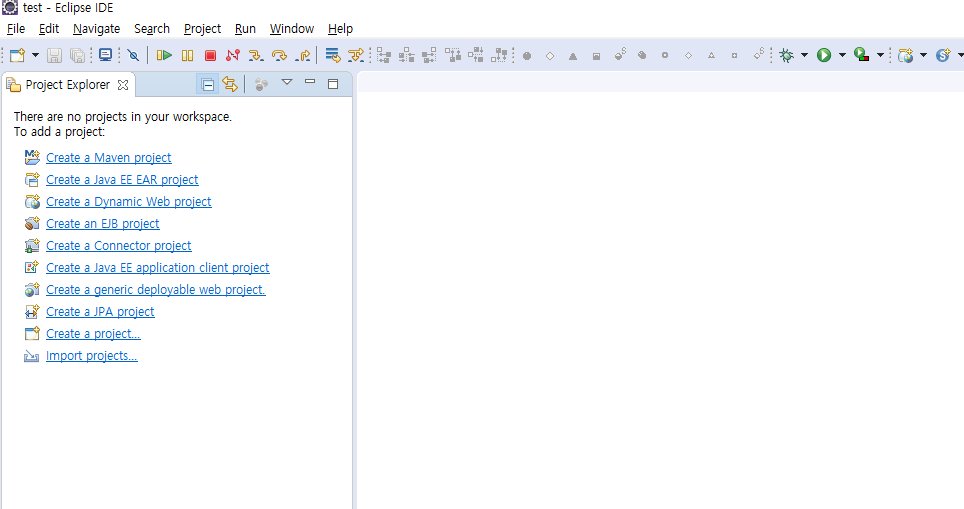 test - Eclipse IDE
File Edit Navigate Search Project Run Window Help
Project Explorer
There are no projects in your workspace.
To add a project:
Create a Maven project
Create a Java EE EAR project
Create a Dynamic Web project
Create an EJB project
Create a Connector project
Create a Java EE application client project
Create a generic deployable web project.
Create a JPA project
Create a project...
Import projects...